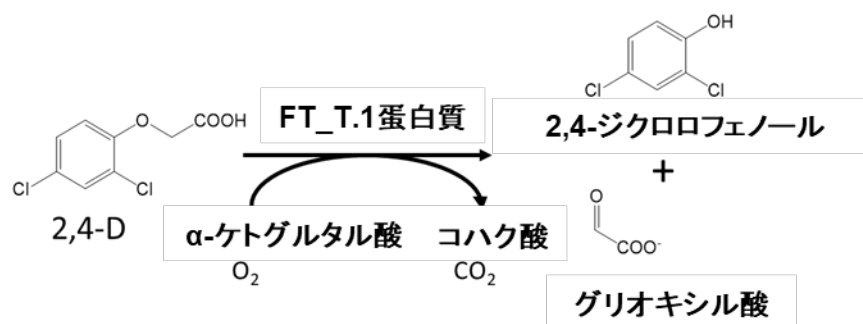 OH
Cl
Cl
2,4-ジクロロフェノール
FT_T.1蛋白質
O
COOH
Cl
Cl
2,4-D
+
α-ケトグルタル酸
コハク酸
O₂
CO₂
O
COO⁻
グリオキシル酸